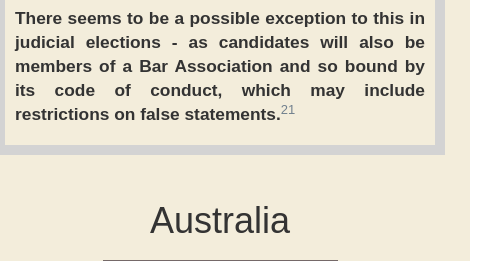 There seems to be a possible exception to this in
judicial elections - as candidates will also be
members of a Bar Association and so bound by
its code of conduct, which may include
restrictions on false statements.21
Australia